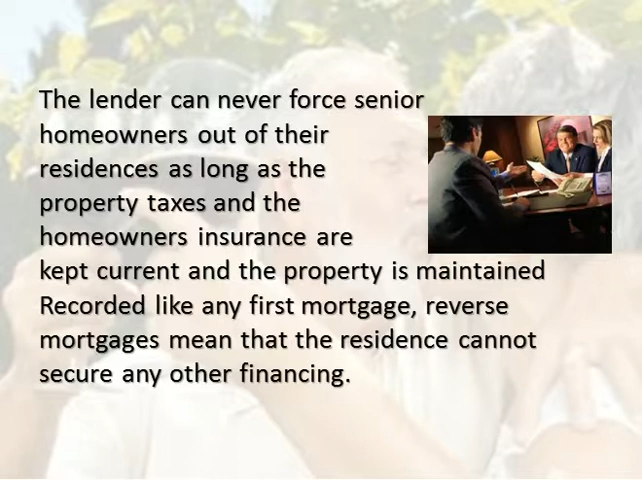 The lender can never force senior
homeowners out of their
residences as long as the
property taxes and the
homeowners insurance are
kept current and the property is maintained
Recorded like any first mortgage, reverse
mortgages mean that the residence cannot
secure any other financing.